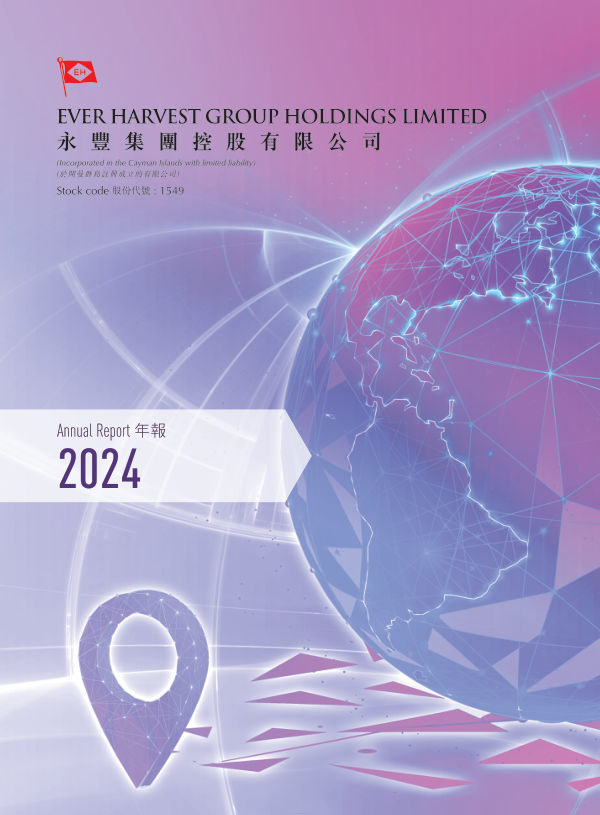 EH
EVER HARVEST GROUP HOLDINGS LIMITED
永豐集團控股有限公司
(Incorporated in the Cayman Islands with limited liability)
(於開曼群島註冊成立的有限公司)
Stock code 股份代號 : 1549
Annual Report 年報
2024